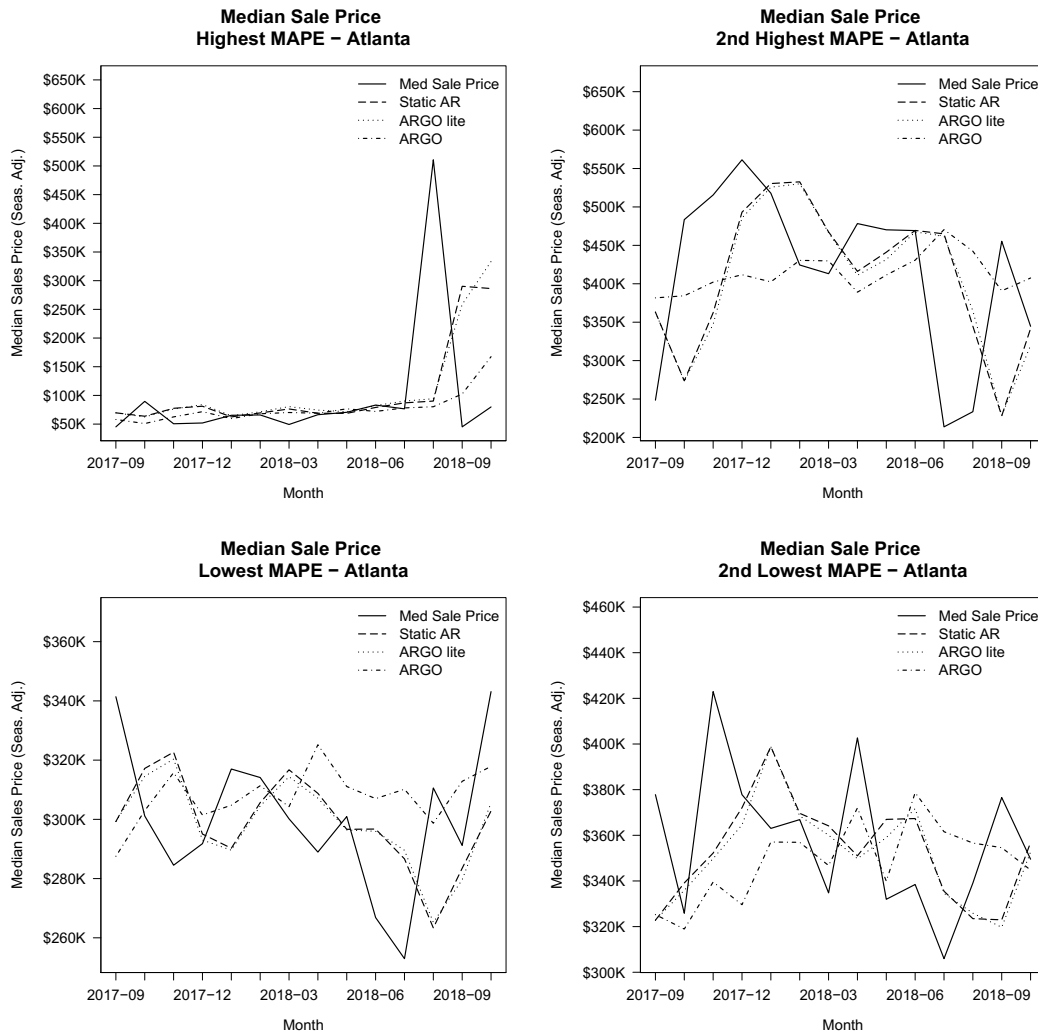 Median Sale Price
Highest MAPE − Atlanta
Median Sales Price (Seas. Adj.)
$650K
$600K
$550K
$500K
$450K
$400K
$350K
$300K
$250K
$200K
$150K
$100K
$50K
Med Sale Price
Static AR
ARGO lite
ARGO
2017−09
2017−12
2018−03
2018−06
2018−09
Month
Median Sale Price
2nd Highest MAPE − Atlanta
Median Sales Price (Seas. Adj.)
$650K
$600K
$550K
$500K
$450K
$400K
$350K
$300K
$250K
$200K
Med Sale Price
Static AR
ARGO lite
ARGO
2017−09
2017−12
2018−03
2018−06
2018−09
Month
Median Sale Price
Lowest MAPE − Atlanta
Median Sales Price (Seas. Adj.)
$360K
$340K
$320K
$300K
$280K
$260K
Med Sale Price
Static AR
ARGO lite
ARGO
2017−09
2017−12
2018−03
2018−06
2018−09
Month
Median Sale Price
2nd Lowest MAPE − Atlanta
Median Sales Price (Seas. Adj.)
$460K
$440K
$420K
$400K
$380K
$360K
$340K
$320K
$300K
Med Sale Price
Static AR
ARGO lite
ARGO
2017−09
2017−12
2018−03
2018−06
2018−09
Month